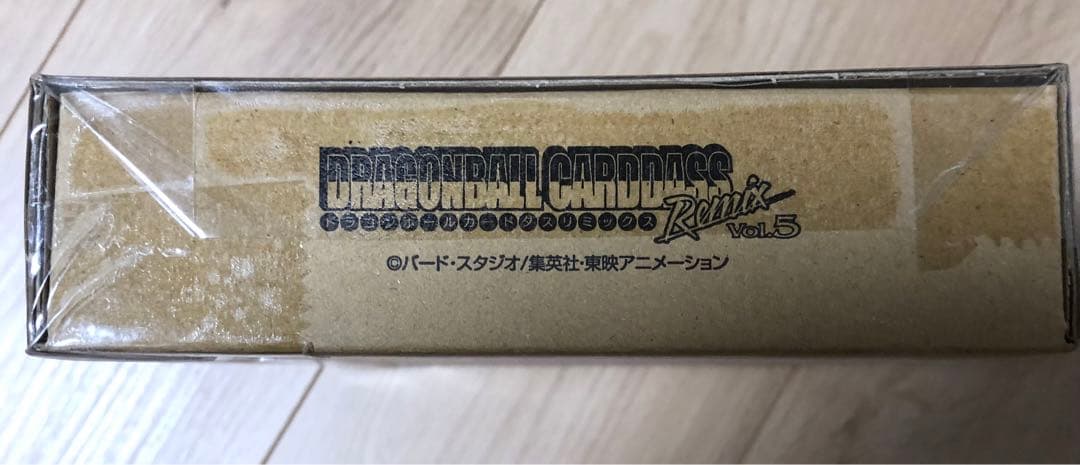 DRAGONBALL CARDDASS
ドラゴンボールカードダスリミックス Remix
Vol.5
©バード・スタジオ/集英社・東映アニメーション